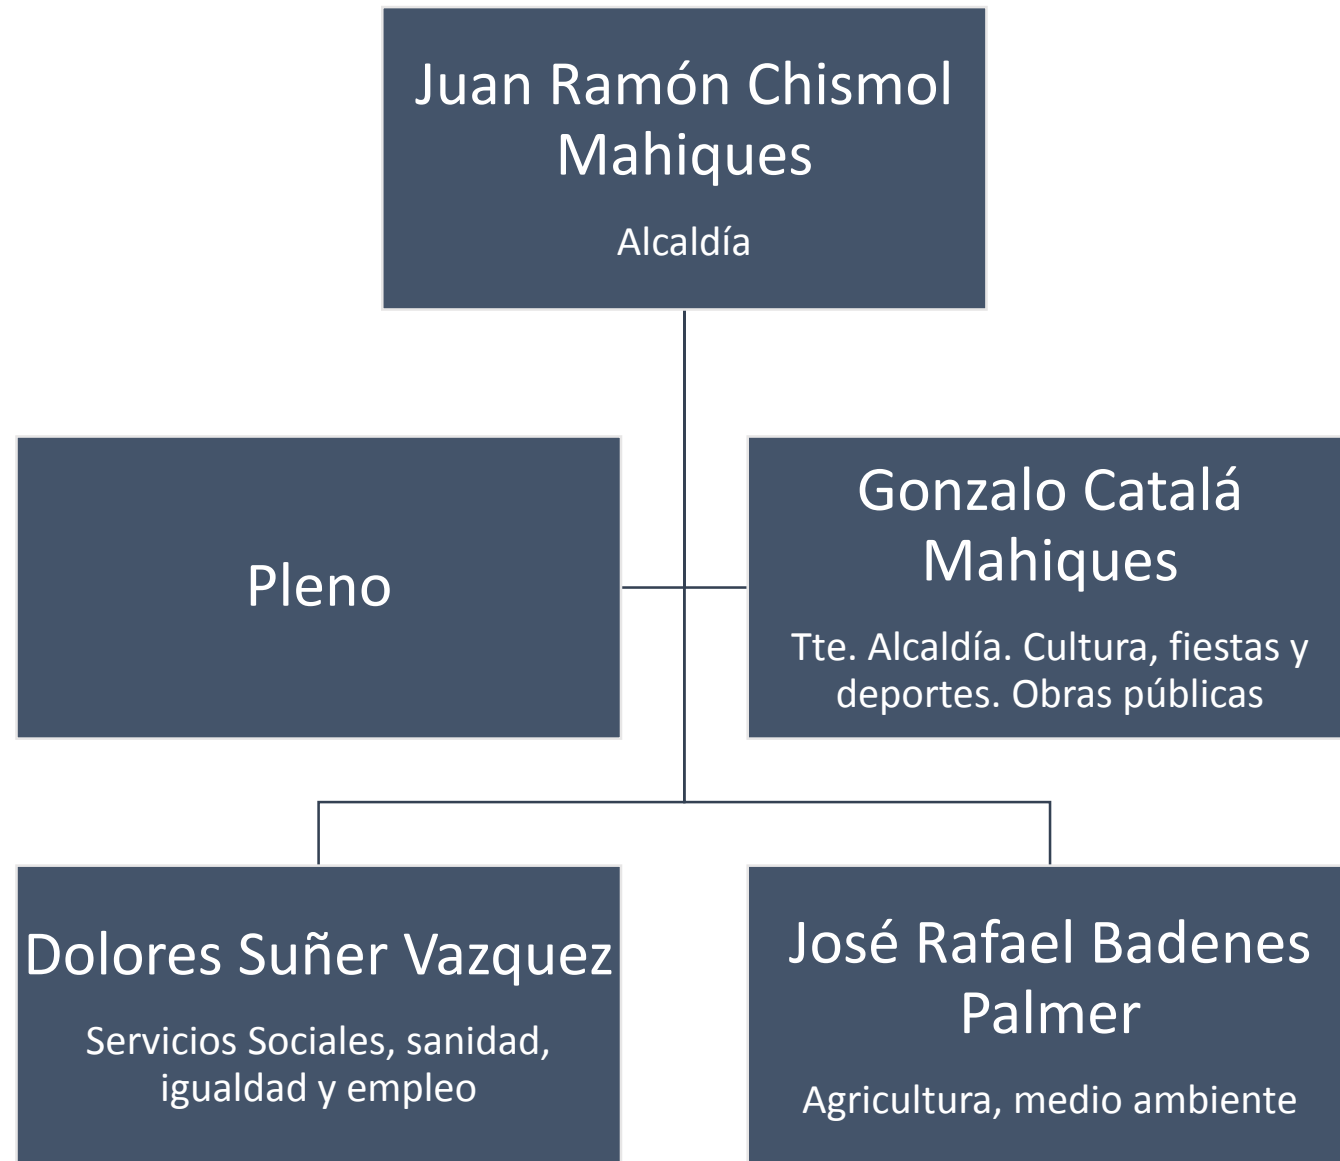 Juan Ramón Chismol
Mahiques
Alcaldía
Pleno
Gonzalo Catalá
Mahiques
Tte. Alcaldía. Cultura, fiestas y
deportes. Obras públicas
Dolores Suñer Vazquez
Servicios Sociales, sanidad,
igualdad y empleo
José Rafael Badenes
Palmer
Agricultura, medio ambiente